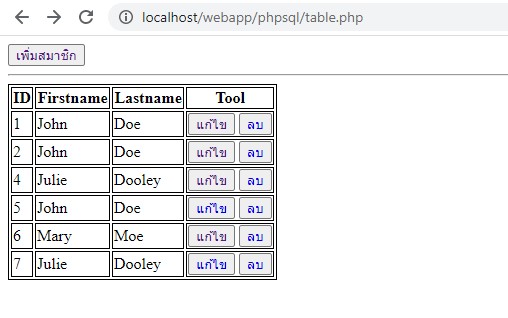 localhost/webapp/phpsql/table.php
เพิ่มสมาชิก
ID Firstname Lastname Tool
1 John Doe แก้ไข ลบ
2 John Doe แก้ไข ลบ
4 Julie Dooley แก้ไข ลบ
5 John Doe แก้ไข ลบ
6 Mary Moe แก้ไข ลบ
7 Julie Dooley แก้ไข ลบ